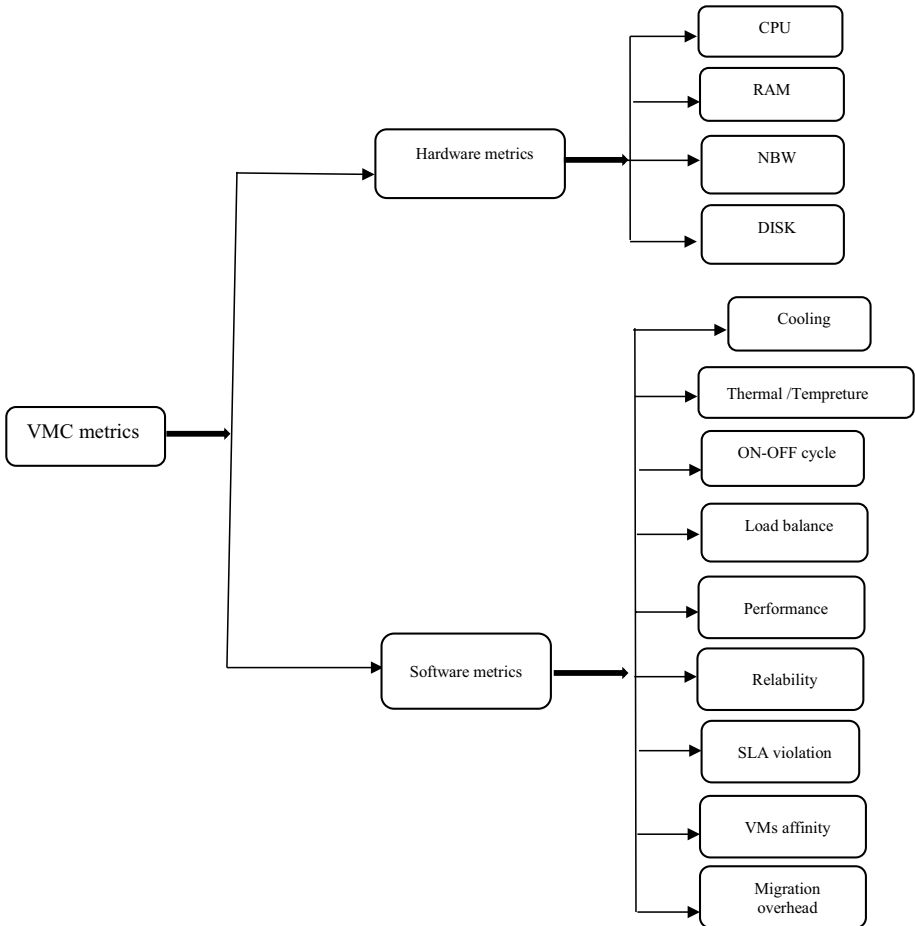 CPU
RAM
Hardware metrics
NBW
DISK
Cooling
Thermal /Tempreture
VMC metrics
ON-OFF cycle
Load balance
Performance
Software metrics
Relability
SLA violation
VMs affinity
Migration
overhead